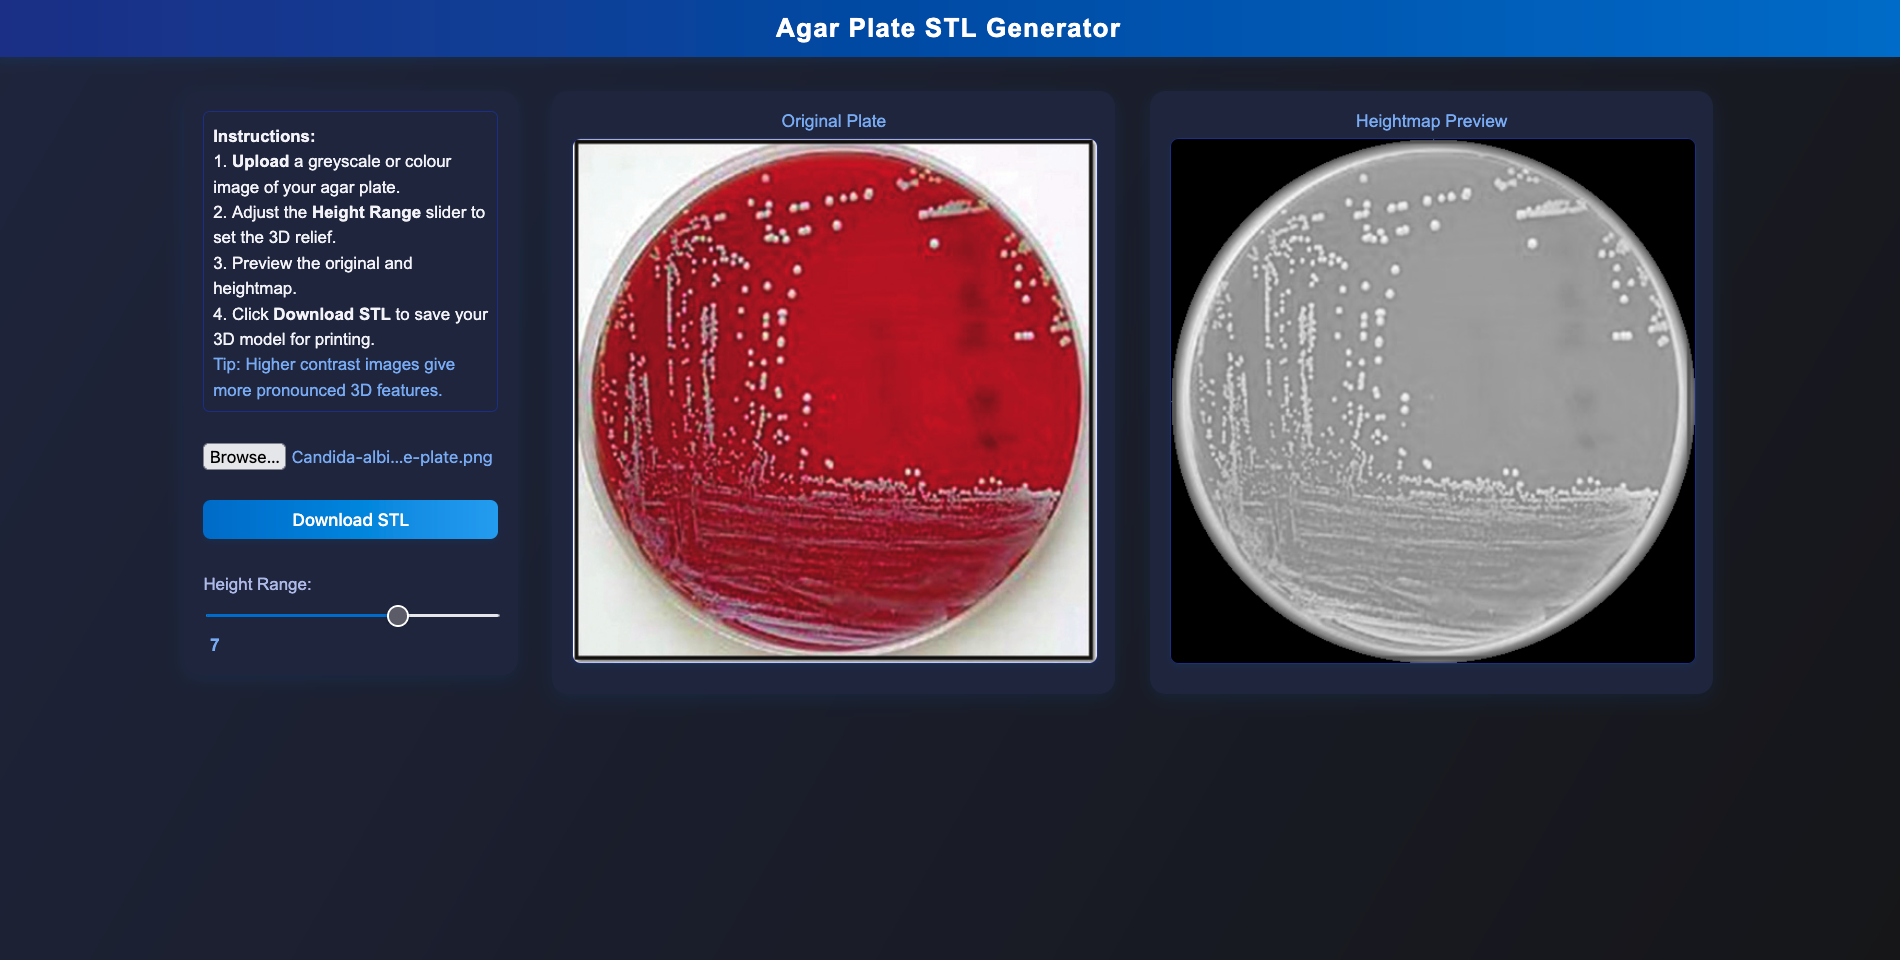 Agar Plate STL Generator
Instructions:
1. Upload a greyscale or colour
image of your agar plate.
2. Adjust the Height Range slider to
set the 3D relief.
3. Preview the original and
heightmap.
4. Click Download STL to save your
3D model for printing.
Tip: Higher contrast images give
more pronounced 3D features.
Browse... Candida-albi...e-plate.png
Download STL
Height Range:
7
Original Plate
Heightmap Preview